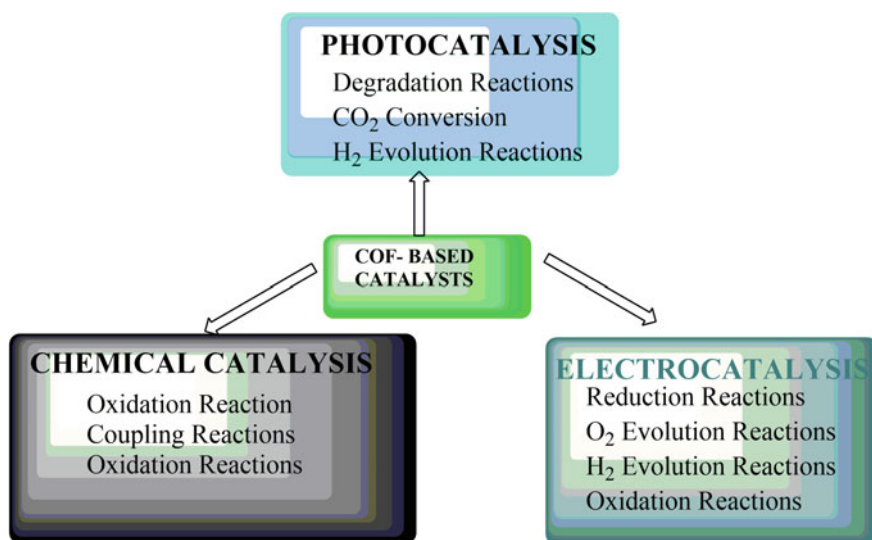 PHOTOCATALYSIS
Degradation Reactions
CO₂ Conversion
H₂ Evolution Reactions
COF- BASED
CATALYSTS
CHEMICAL CATALYSIS
Oxidation Reaction
Coupling Reactions
Oxidation Reactions
ELECTROCATALYSIS
Reduction Reactions
O₂ Evolution Reactions
H₂ Evolution Reactions
Oxidation Reactions